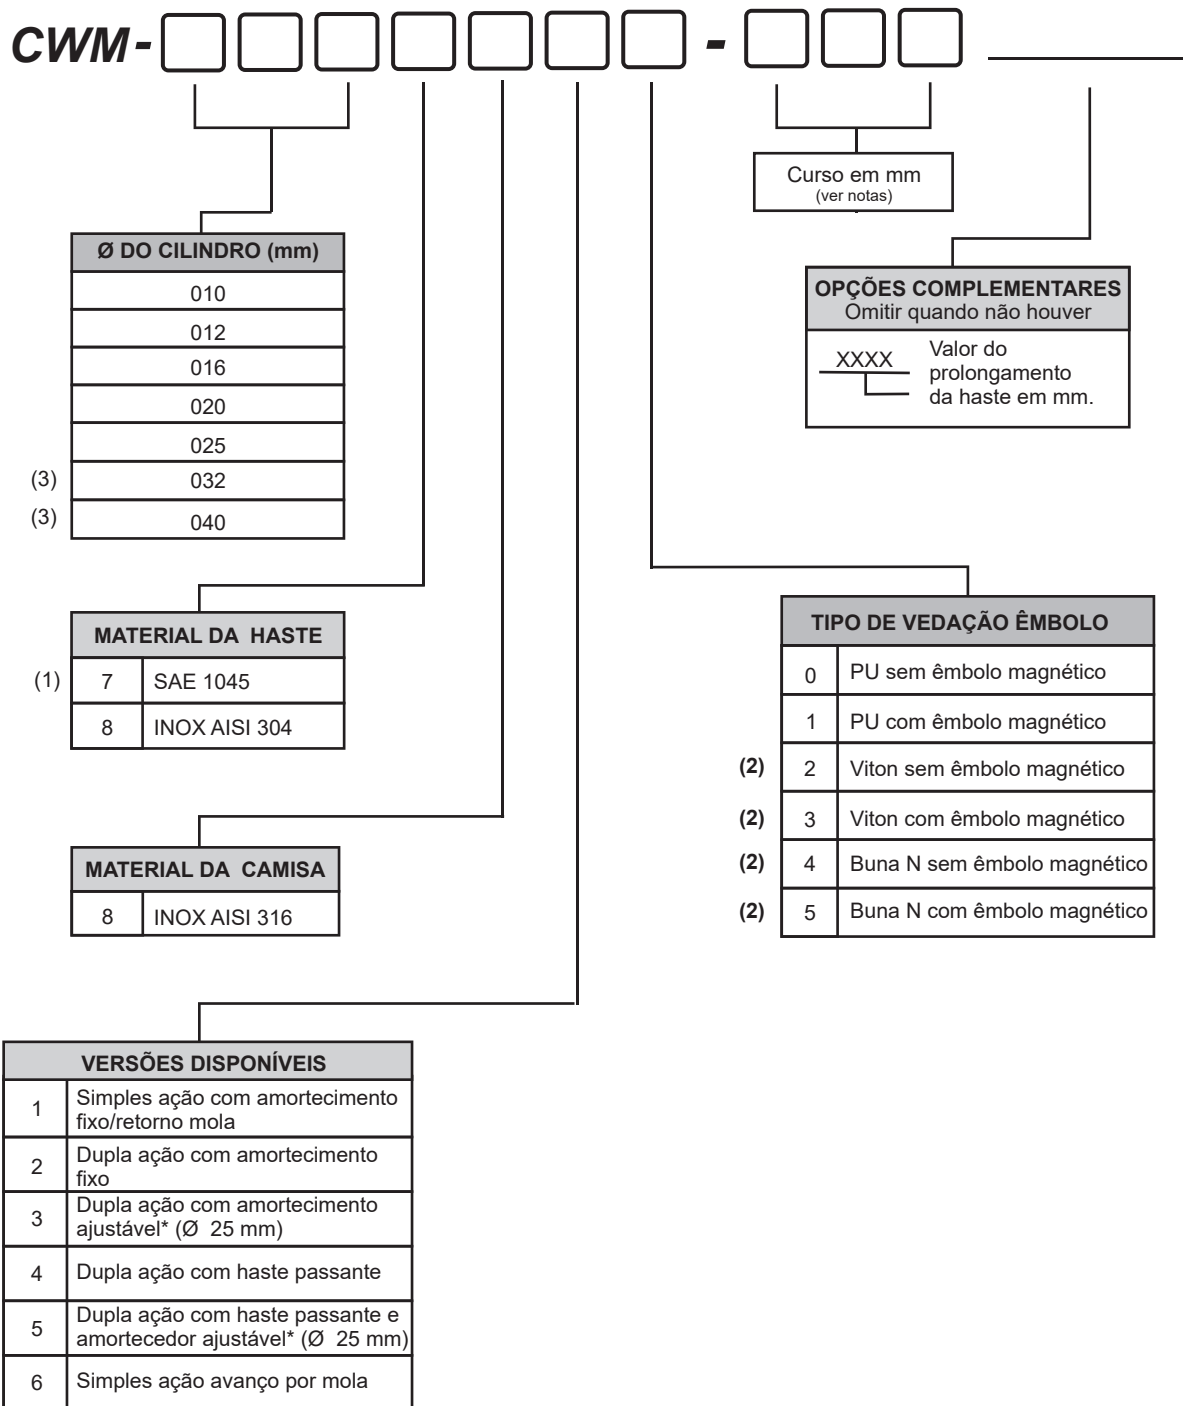 CWM- -
Curso em mm
(ver notas)
Ø DO CILINDRO (mm)
010
012
016
020
025
(3) 032
(3) 040
OPÇÕES COMPLEMENTARES
Omitir quando não houver
XXXX
Valor do
prolongamento
da haste em mm.
MATERIAL DA HASTE
(1) 7 SAE 1045
8 INOX AISI 304
TIPO DE VEDAÇÃO ÊMBOLO
0 PU sem êmbolo magnético
1 PU com êmbolo magnético
(2) 2 Viton sem êmbolo magnético
(2) 3 Viton com êmbolo magnético
(2) 4 Buna N sem êmbolo magnético
(2) 5 Buna N com êmbolo magnético
MATERIAL DA CAMISA
8 INOX AISI 316
VERSÕES DISPONÍVEIS
1 Simples ação com amortecimento
fixo/retorno mola
2 Dupla ação com amortecimento
fixo
3 Dupla ação com amortecimento
ajustável* (Ø 25 mm)
4 Dupla ação com haste passante
5 Dupla ação com haste passante e
amortecedor ajustável* (Ø 25 mm)
6 Simples ação avanço por mola